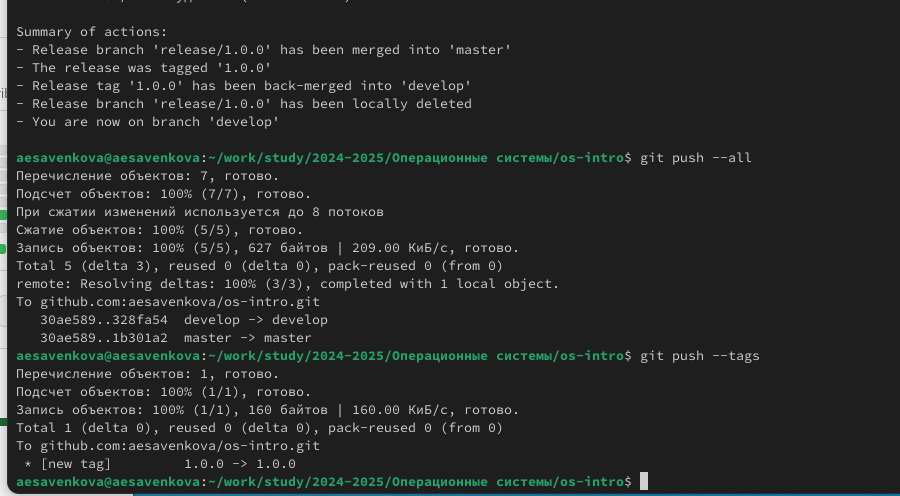 Summary of actions:
- Release branch 'release/1.0.0' has been merged into 'master'
- The release was tagged '1.0.0'
- Release tag '1.0.0' has been back-merged into 'develop'
- Release branch 'release/1.0.0' has been locally deleted
- You are now on branch 'develop'
aesavenkova@aesavenkova:~/work/study/2024-2025/Операционные системы/os-intro$ git push --all
Перечисление объектов: 7, готово.
Подсчет объектов: 100% (7/7), готово.
При сжатии изменений используется до 8 потоков
Сжатие объектов: 100% (5/5), готово.
Запись объектов: 100% (5/5), 627 байтов | 209.00 КиБ/с, готово.
Total 5 (delta 3), reused 0 (delta 0), pack-reused 0 (from 0)
remote: Resolving deltas: 100% (3/3), completed with 1 local object.
To github.com:aesavenkova/os-intro.git
   30ae589..328fa54  develop -> develop
   30ae589..1b301a2  master -> master
aesavenkova@aesavenkova:~/work/study/2024-2025/Операционные системы/os-intro$ git push --tags
Перечисление объектов: 1, готово.
Подсчет объектов: 100% (1/1), готово.
Запись объектов: 100% (1/1), 160 байтов | 160.00 КиБ/с, готово.
Total 1 (delta 0), reused 0 (delta 0), pack-reused 0 (from 0)
To github.com:aesavenkova/os-intro.git
 * [new tag]         1.0.0 -> 1.0.0
aesavenkova@aesavenkova:~/work/study/2024-2025/Операционные системы/os-intro$